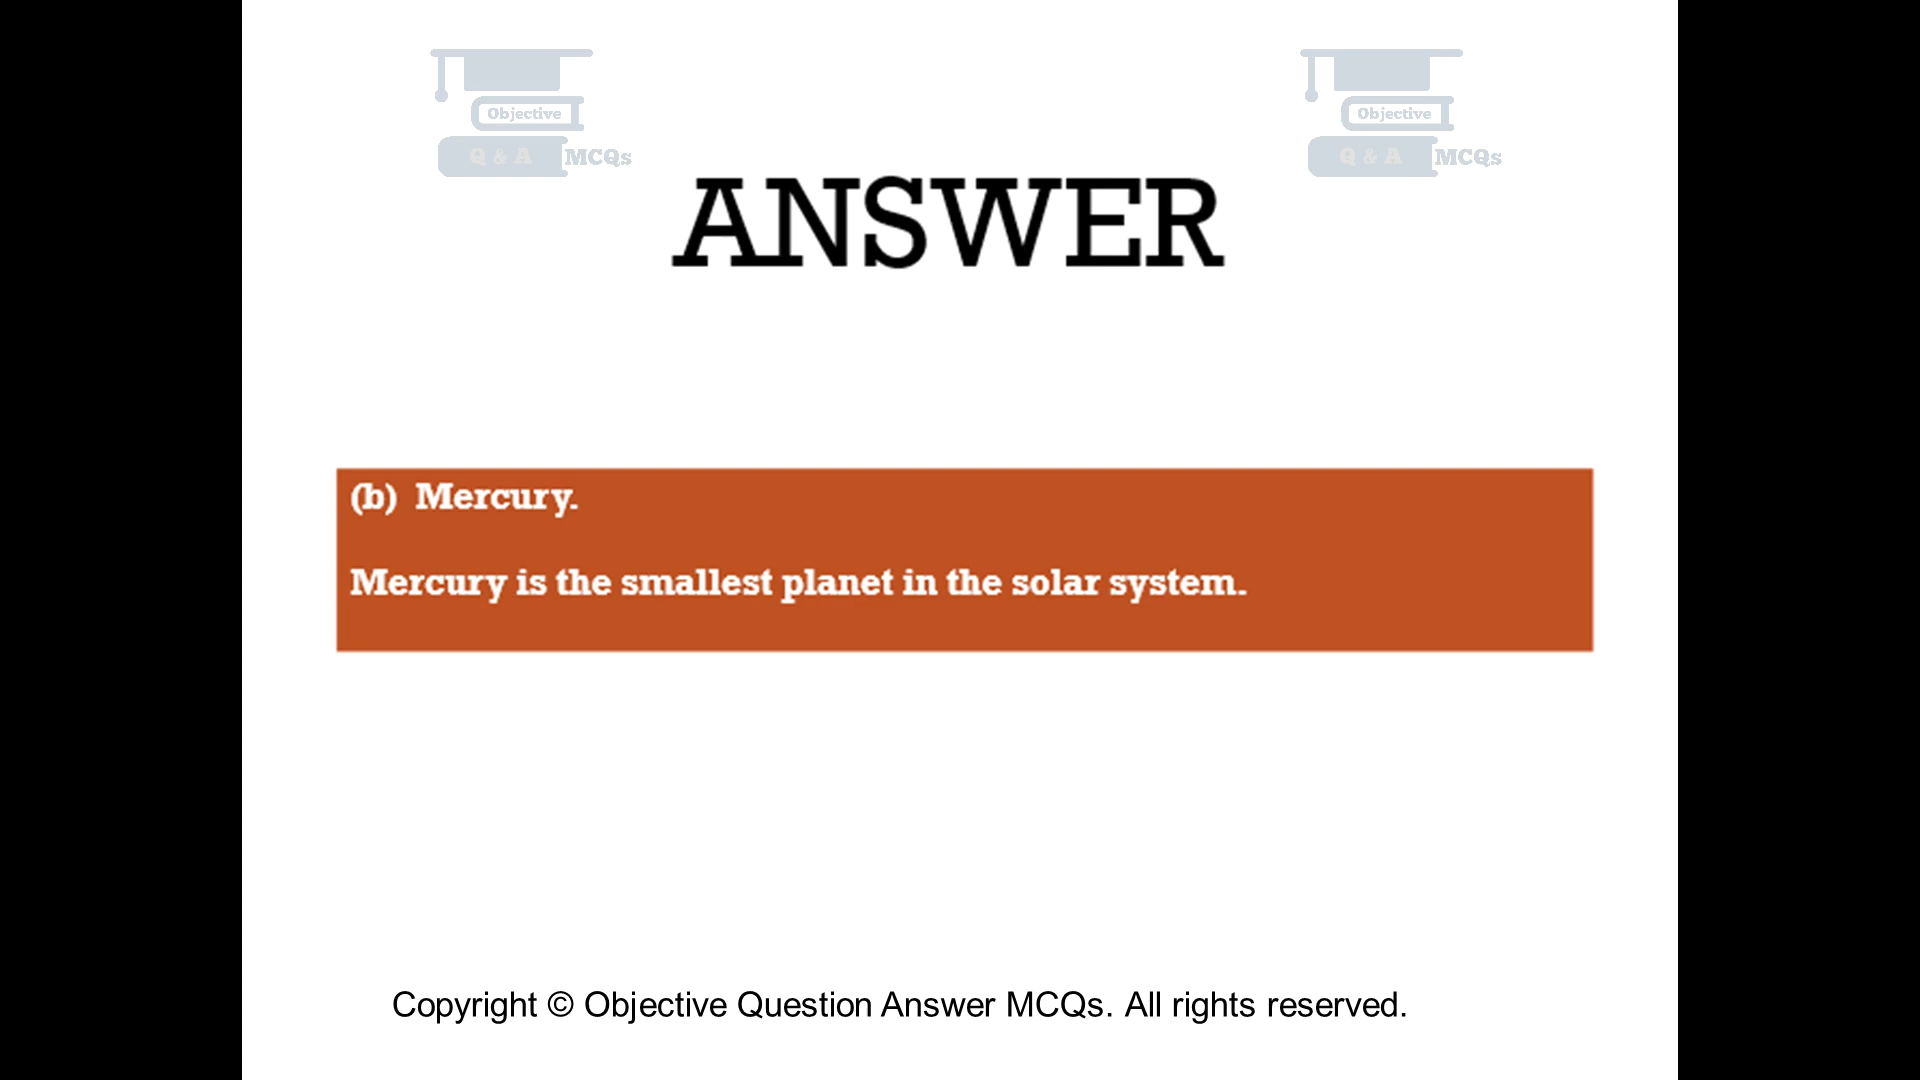 Objective
Q & A MCQs
Objective
Q & A MCQs
ANSWER
(b) Mercury.
Mercury is the smallest planet in the solar system.
Copyright © Objective Question Answer MCQs. All rights reserved.